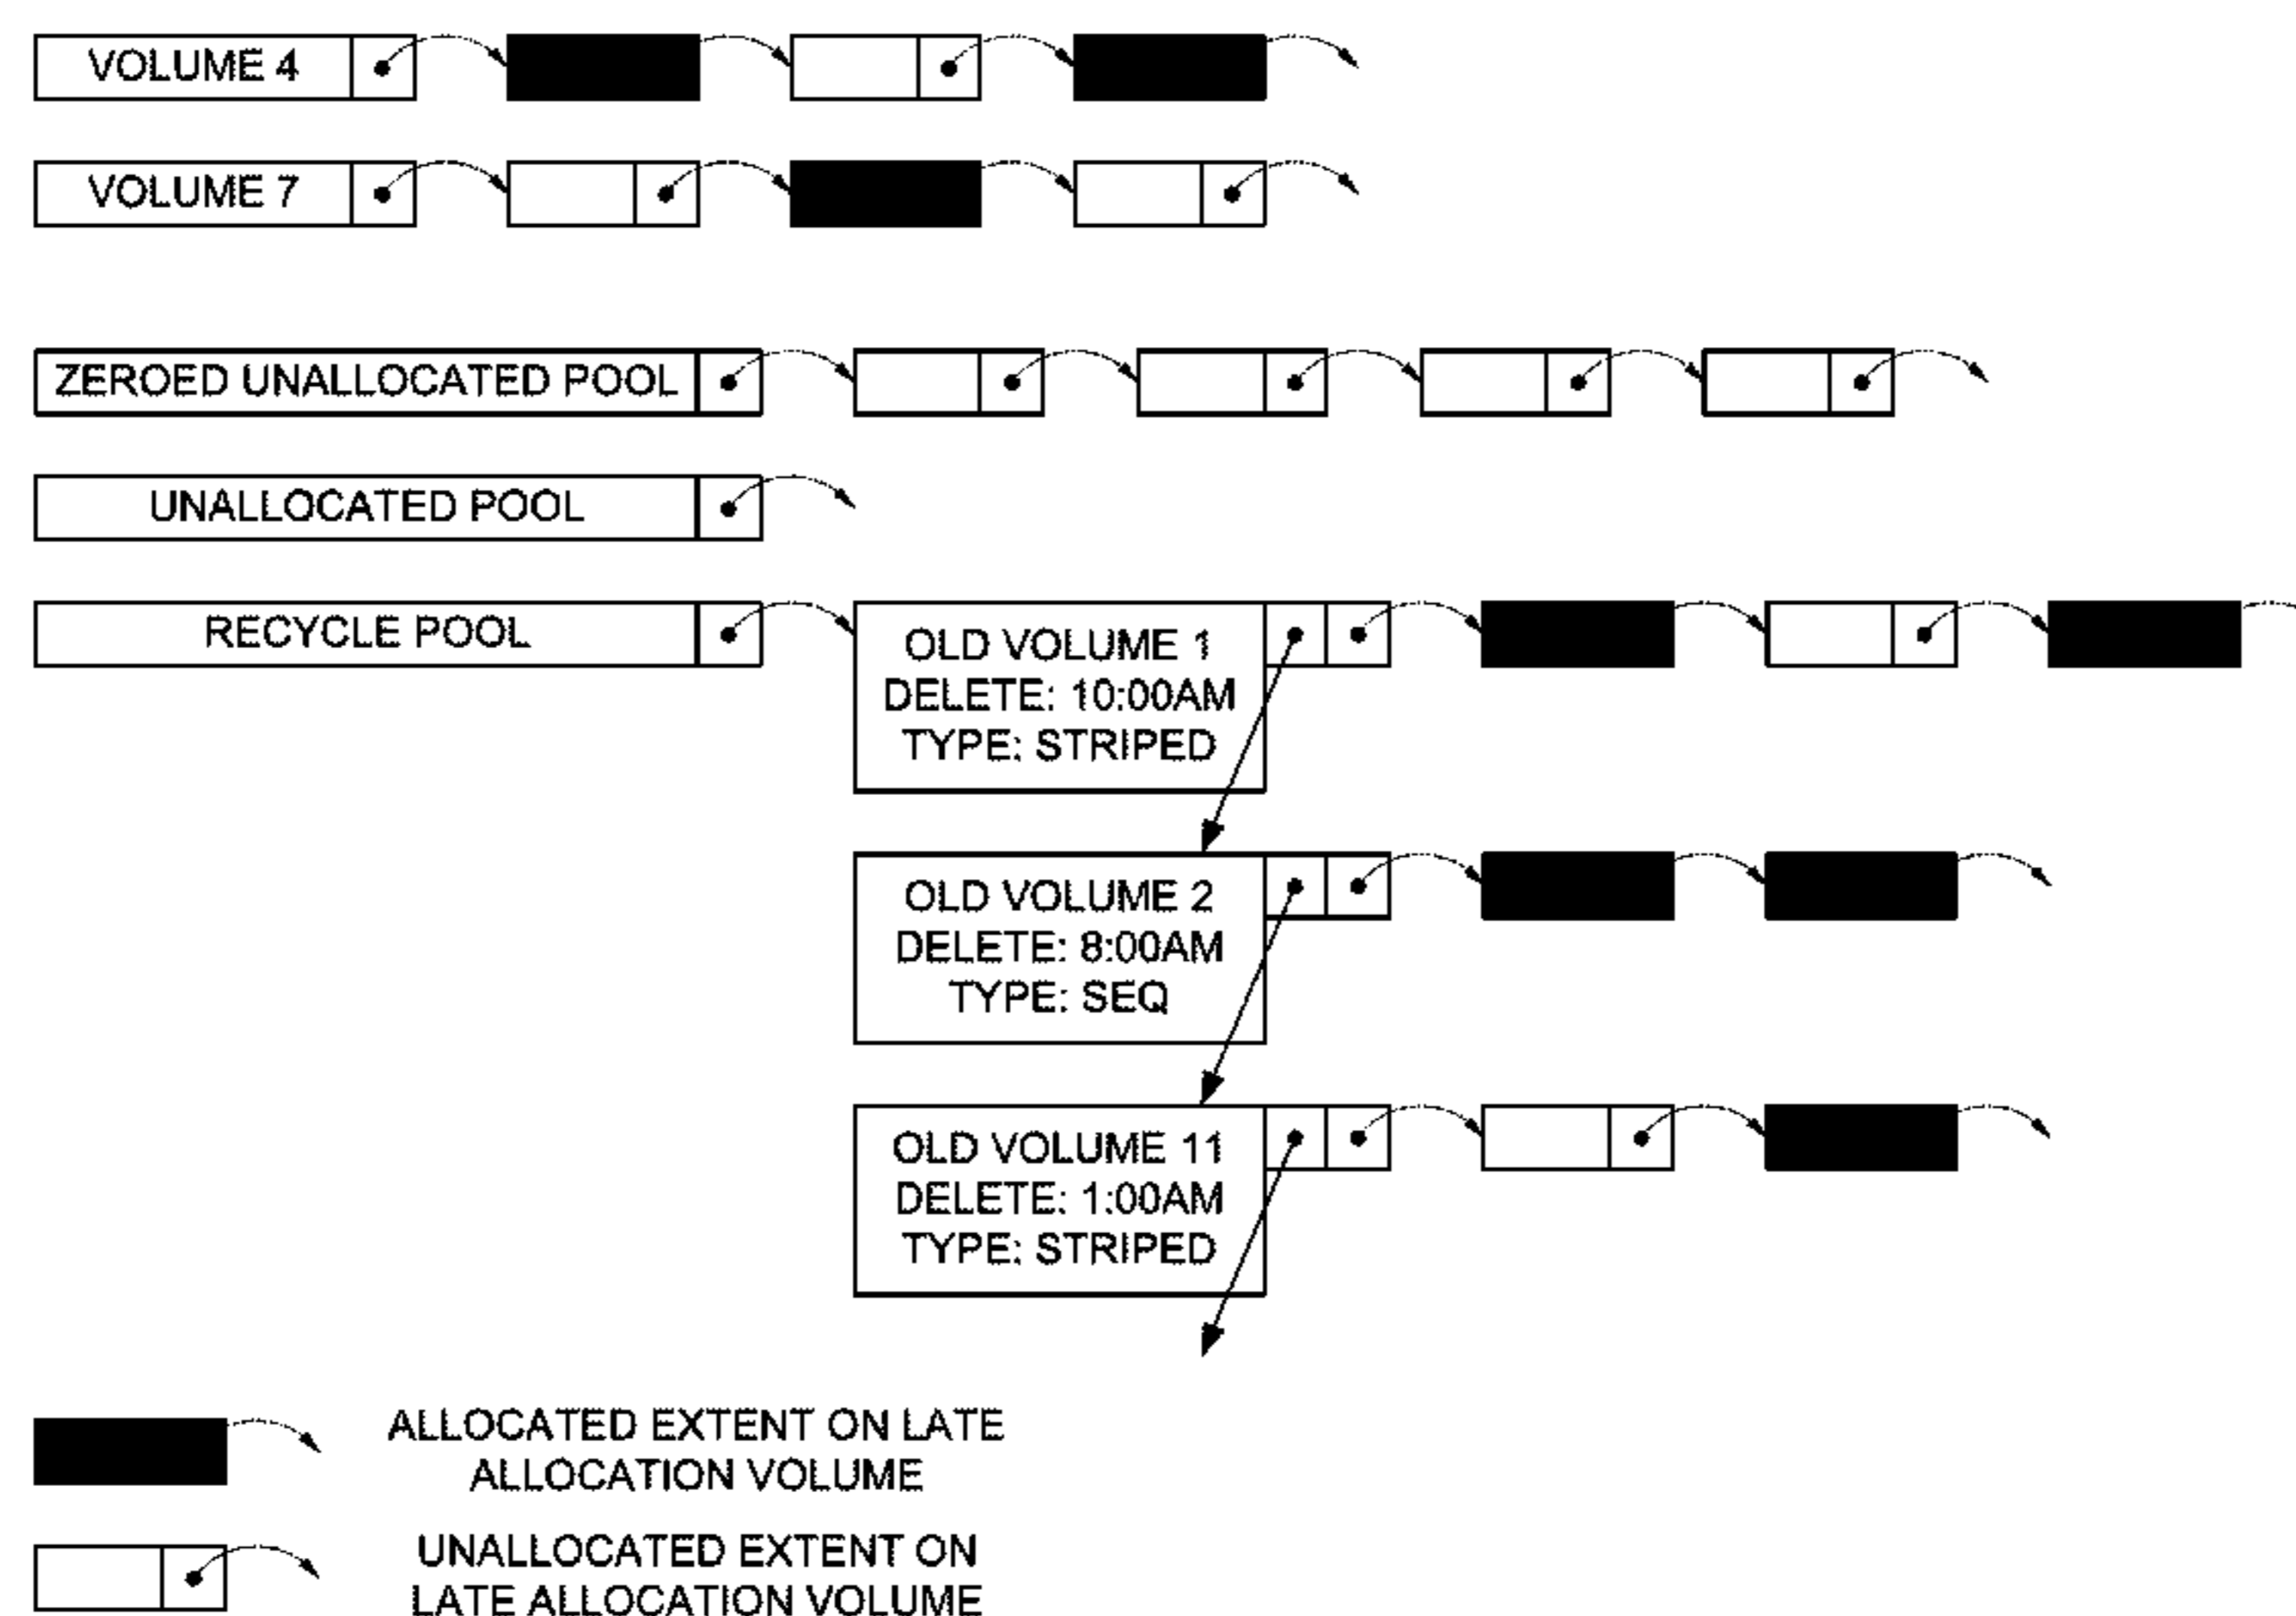 VOLUME 4
VOLUME 7
ZEROED UNALLOCATED POOL
UNALLOCATED POOL
RECYCLE POOL
OLD VOLUME 1
DELETE: 10:00AM
TYPE: STRIPED
OLD VOLUME 2
DELETE: 8:00AM
TYPE: SEQ
OLD VOLUME 11
DELETE: 1:00AM
TYPE: STRIPED
ALLOCATED EXTENT ON LATE
ALLOCATION VOLUME
UNALLOCATED EXTENT ON
LATE ALLOCATION VOLUME